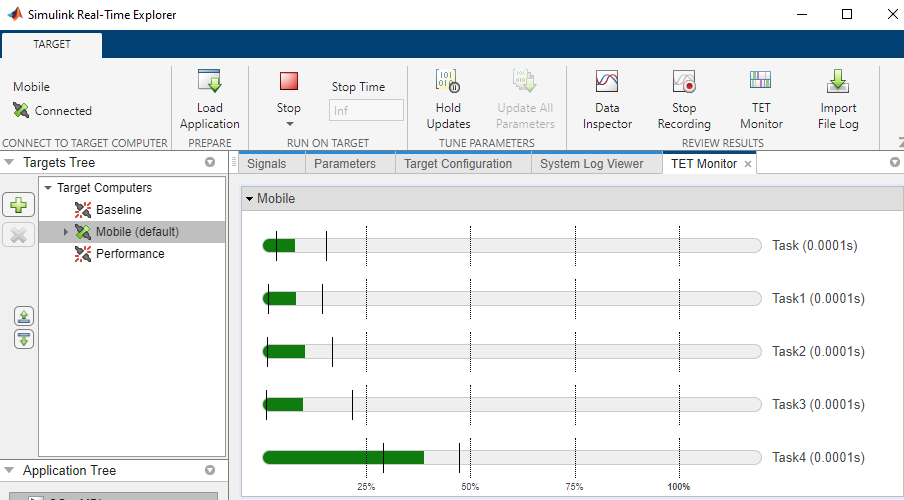 Simulink Real-Time Explorer
TARGET
Mobile
Connected
CONNECT TO TARGET COMPUTER
Load
Application
PREPARE
Stop
Stop Time
Inf
RUN ON TARGET
Hold
Updates
Update All
Parameters
TUNE PARAMETERS
Data
Inspector
Stop
Recording
TET
Monitor
Import
File Log
REVIEW RESULTS
Targets Tree
Target Computers
Baseline
Mobile (default)
Performance
Application Tree
Signals
Parameters
Target Configuration
System Log Viewer
TET Monitor
Mobile
Task (0.0001s)
Task1 (0.0001s)
Task2 (0.0001s)
Task3 (0.0001s)
Task4 (0.0001s)
25% 50% 75% 100%